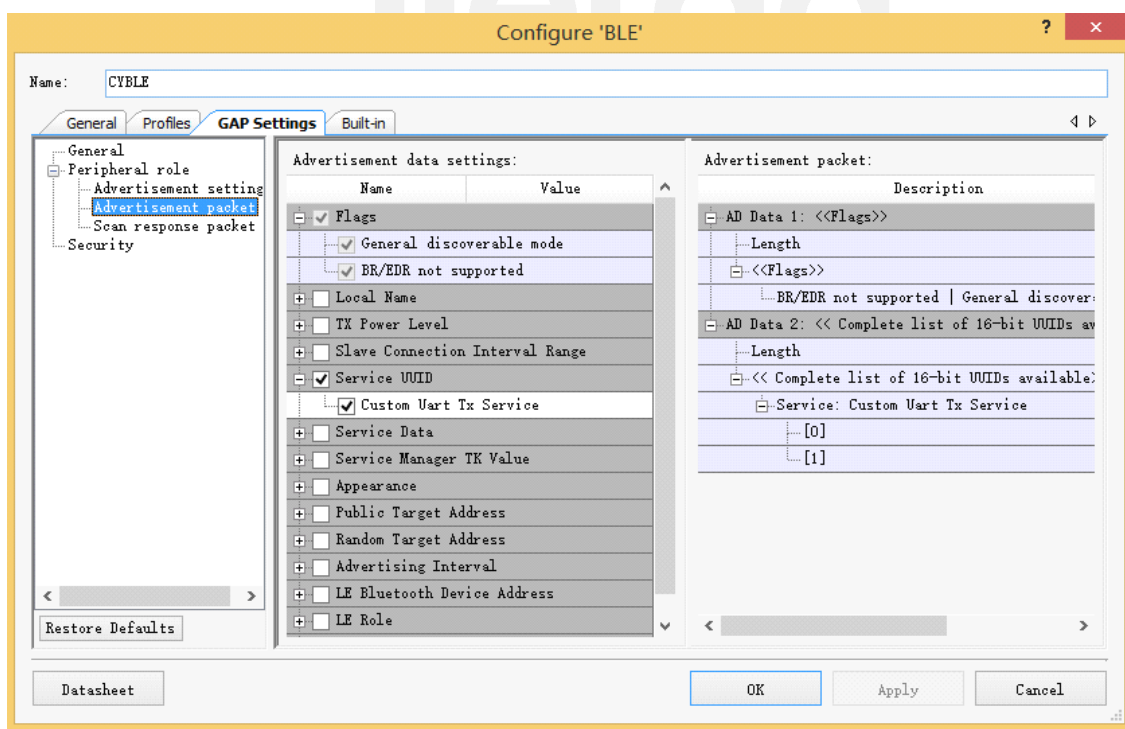 Configure 'BLE'
?
×
Name: CYBLE
General Profiles GAP Settings Built-in
General
Peripheral role
Advertisement setting
Advertisement packet
Scan response packet
Security
Restore Defaults
Advertisement data settings:
Name Value
Flags
General discoverable mode
BR/EDR not supported
Local Name
TX Power Level
Slave Connection Interval Range
Service UUID
Custom Uart Tx Service
Service Data
Service Manager TK Value
Appearance
Public Target Address
Random Target Address
Advertising Interval
LE Bluetooth Device Address
LE Role
Advertisement packet:
Description
AD Data 1: <<Flags>>
Length
<<Flags>>
BR/EDR not supported | General discover
AD Data 2: << Complete list of 16-bit UUIDs av
Length
<< Complete list of 16-bit UUIDs available>
Service: Custom Uart Tx Service
[0]
[1]
Datasheet OK Apply Cancel